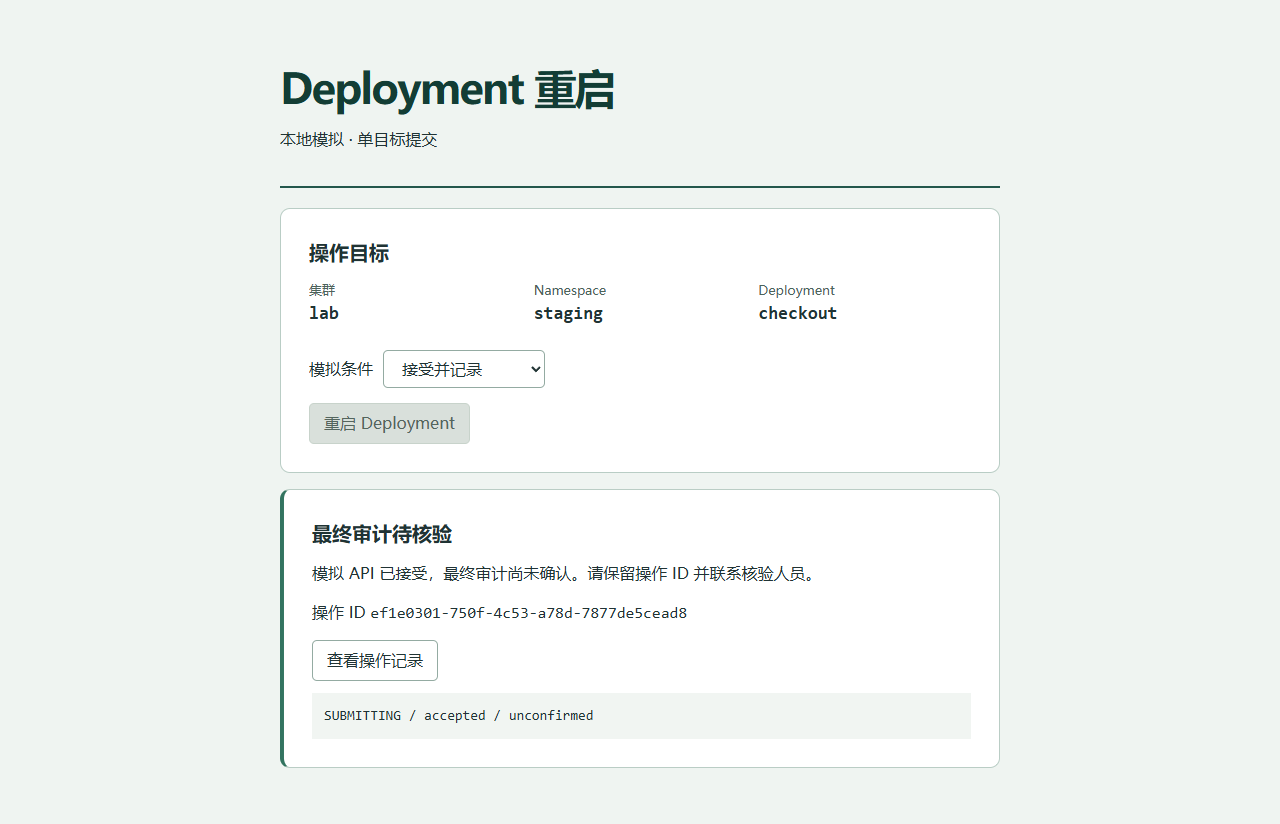 Deployment 重启
本地模拟 · 单目标提交
操作目标
集群 Namespace Deployment
lab staging checkout
模拟条件 接受并记录
重启 Deployment
最终审计待核验
模拟 API 已接受，最终审计尚未确认。请保留操作 ID 并联系核验人员。
操作 ID ef1e0301-750f-4c53-a78d-7877de5cead8
查看操作记录
SUBMITTING / accepted / unconfirmed